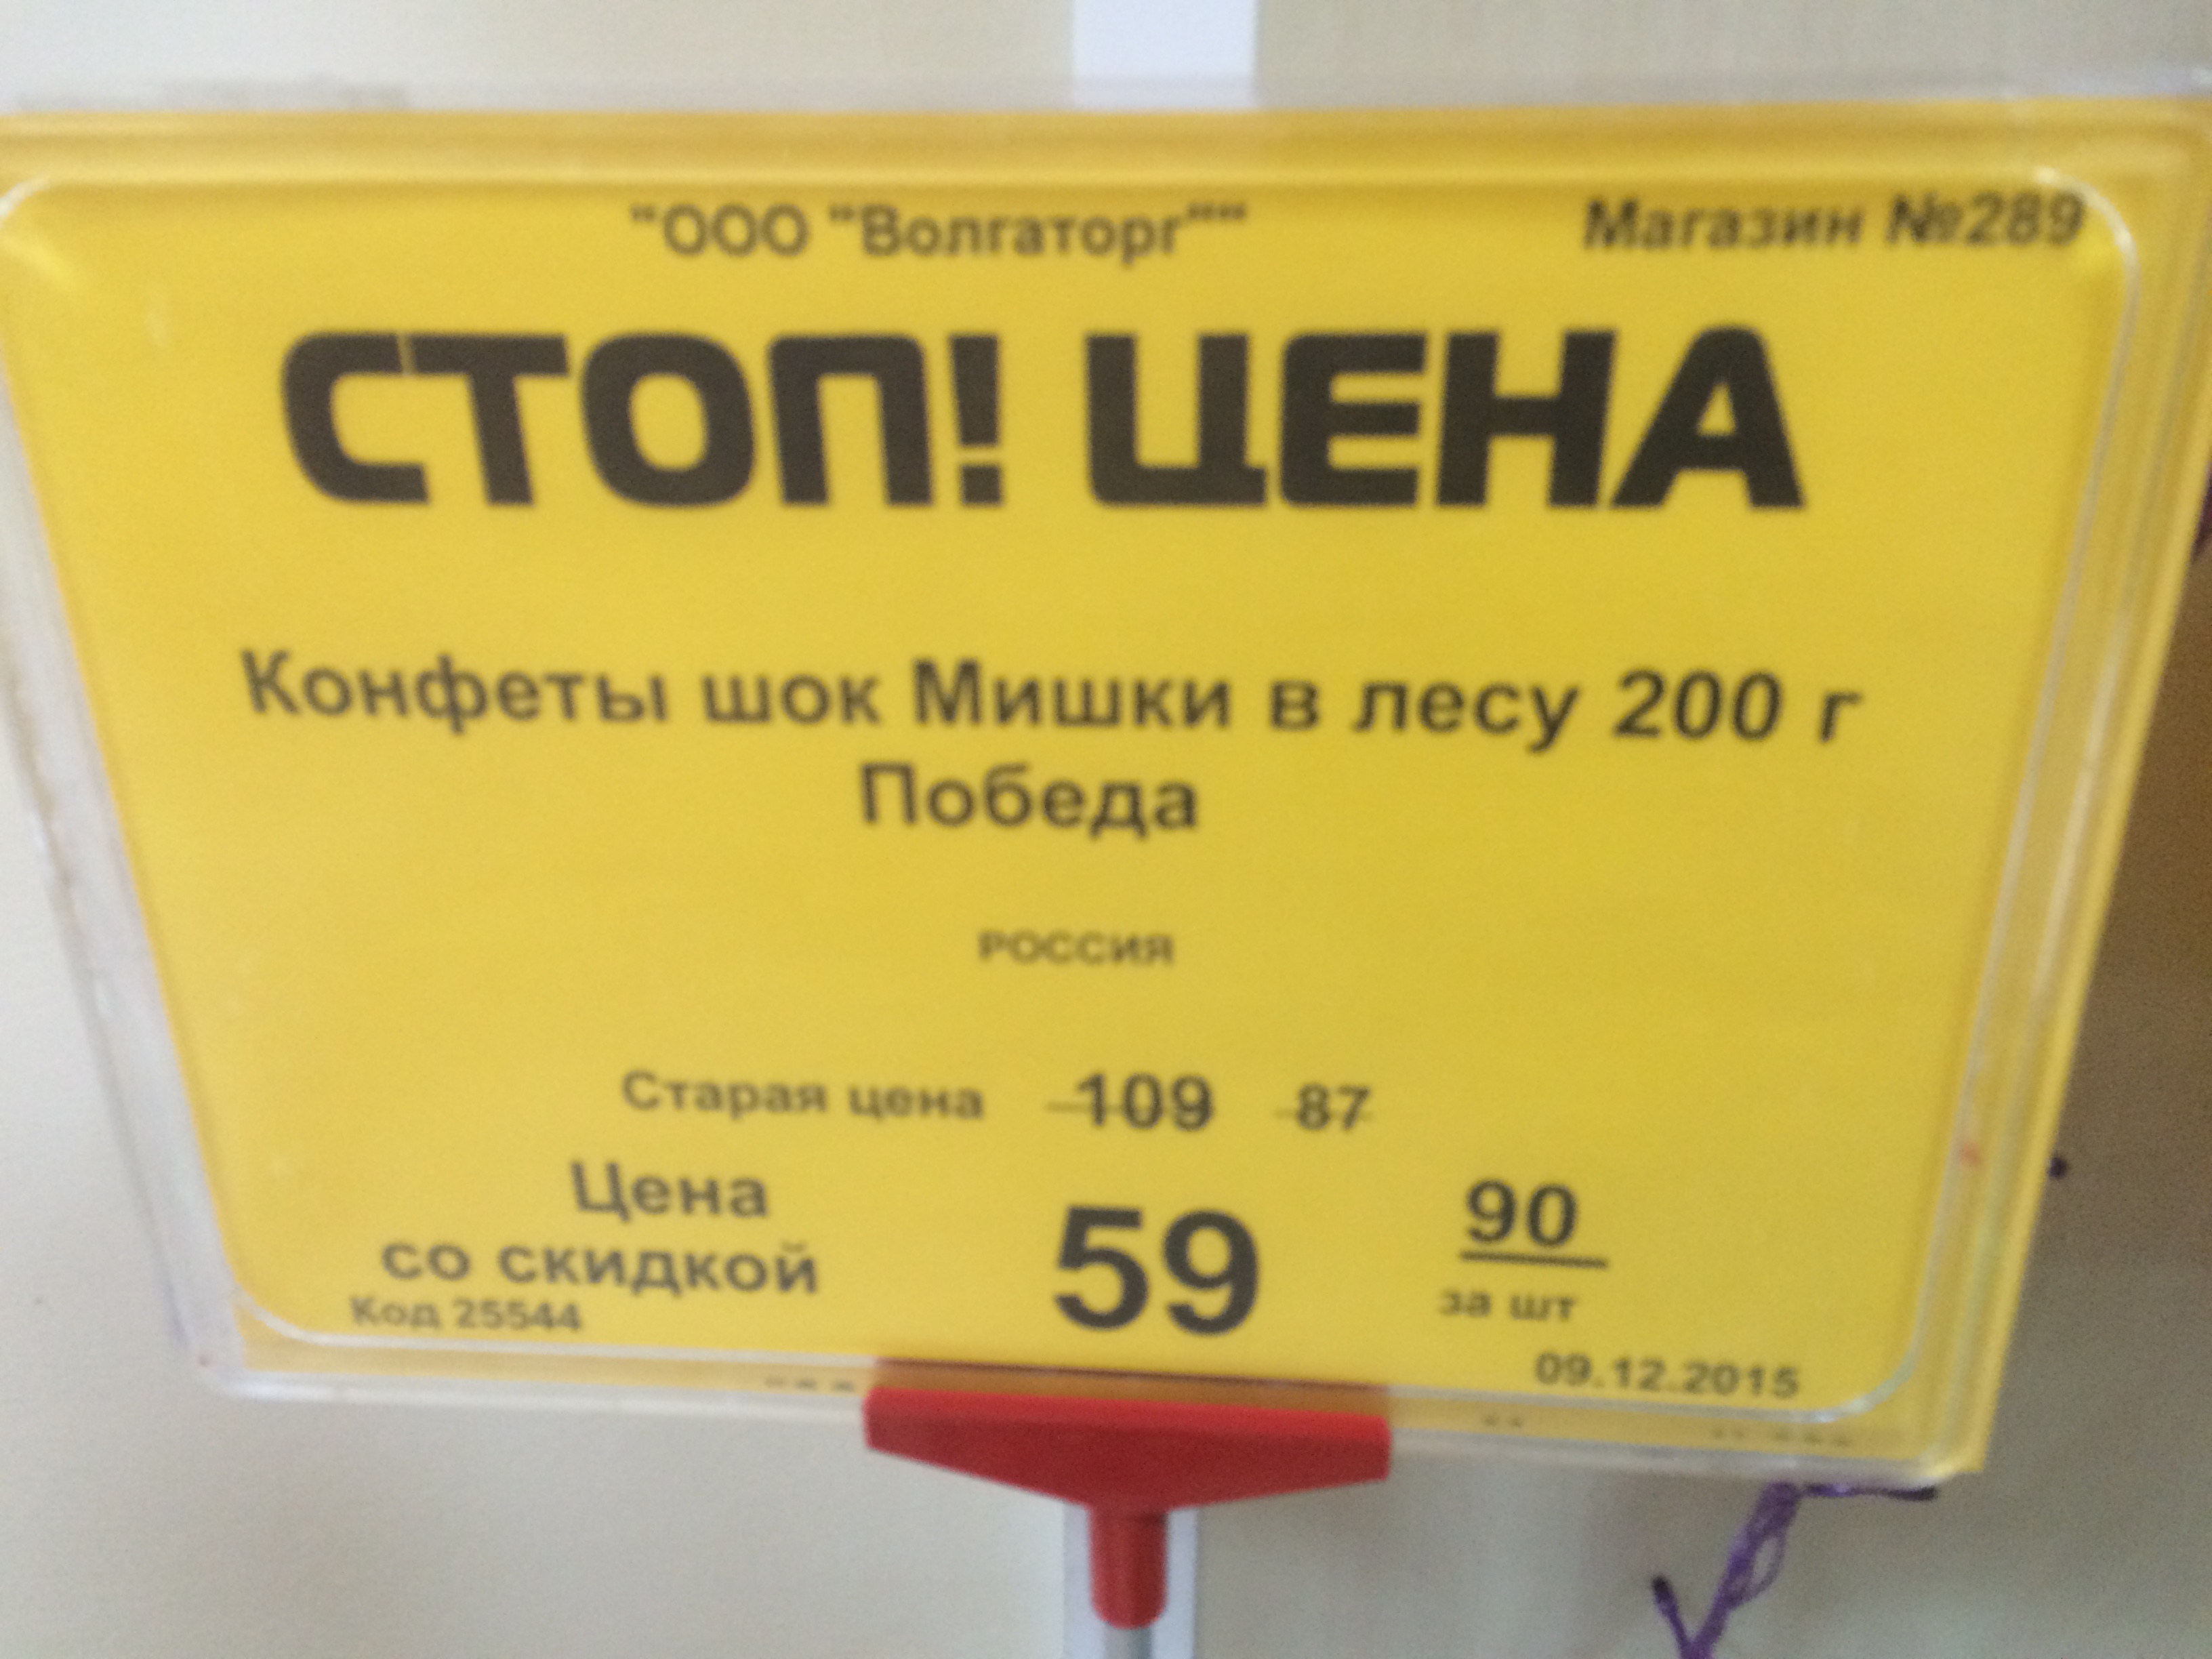 "ООО "Волгаторг"" Магазин №289
СТОП! ЦЕНА
Конфеты шок Мишки в лесу 200 г
Победа
РОССИЯ
Старая цена 109 87
Цена
со скидкой 59 90
Код 25544 за шт
09.12.2015